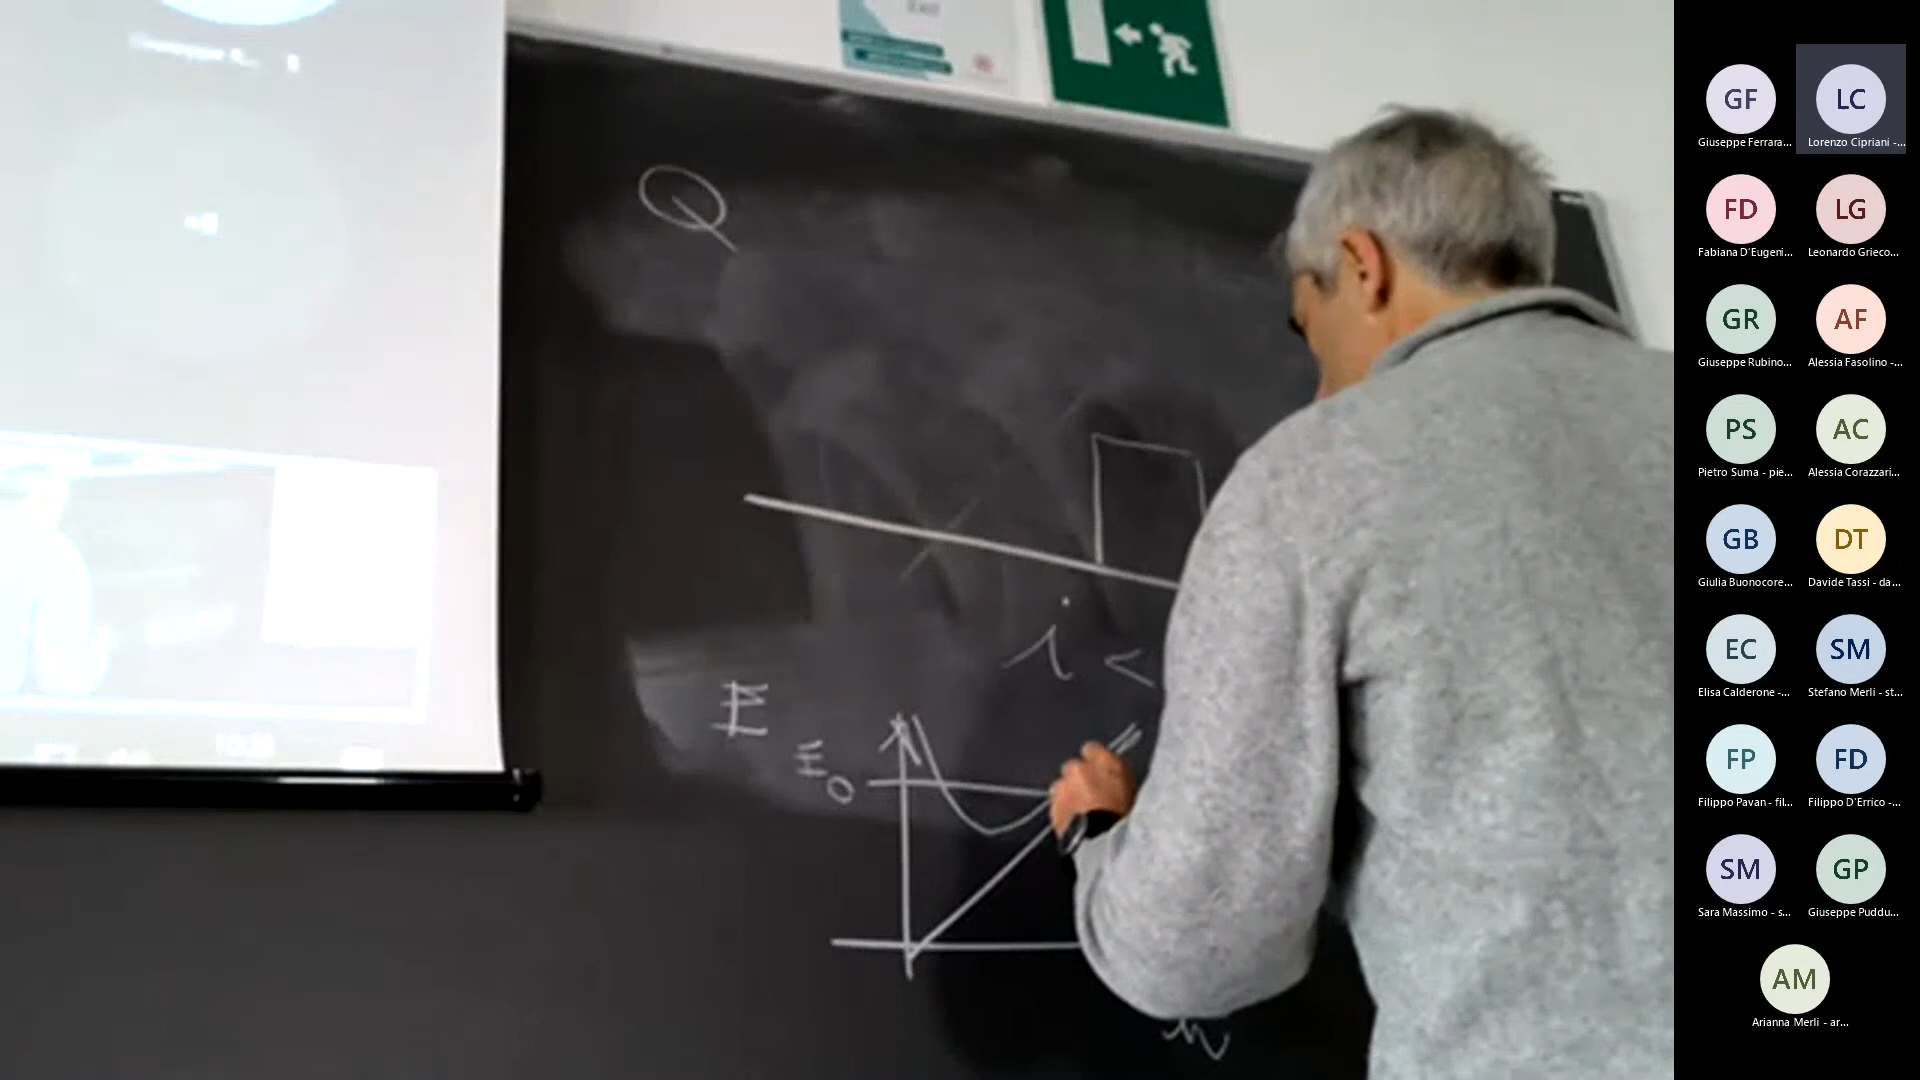 Q
i <
E
E0
h
GF
Giuseppe Ferrara...
LC
Lorenzo Cipriani -...
FD
Fabiana D'Eugeni...
LG
Leonardo Grieco...
GR
Giuseppe Rubino...
AF
Alessia Fasolino -...
PS
Pietro Suma - pie...
AC
Alessia Corazzari...
GB
Giulia Buonocore...
DT
Davide Tassi - da...
EC
Elisa Calderone -...
SM
Stefano Merli - st...
FP
Filippo Pavan - fil...
FD
Filippo D'Errico -...
SM
Sara Massimo - s...
GP
Giuseppe Puddu...
AM
Arianna Merli - ar...